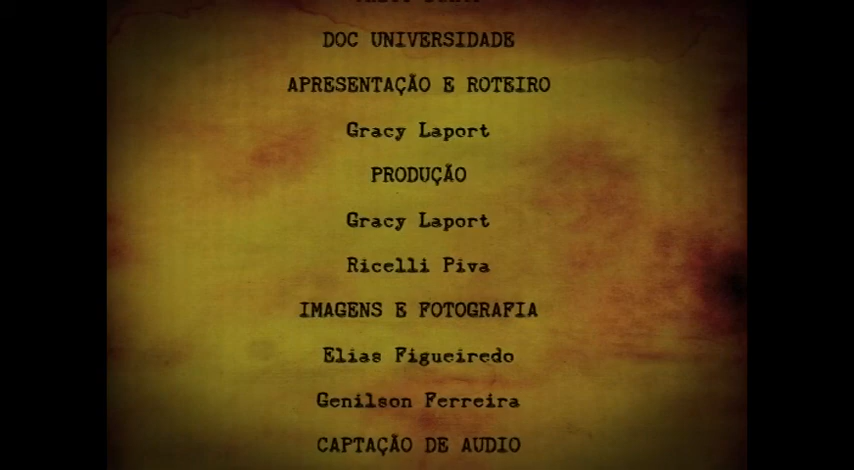 DOC UNIVERSIDADE
APRESENTAÇÃO E ROTEIRO
Gracy Laport
PRODUÇÃO
Gracy Laport
Ricelli Piva
IMAGENS E FOTOGRAFIA
Elias Figueiredo
Genilson Ferreira
CAPTAÇÃO DE AUDIO